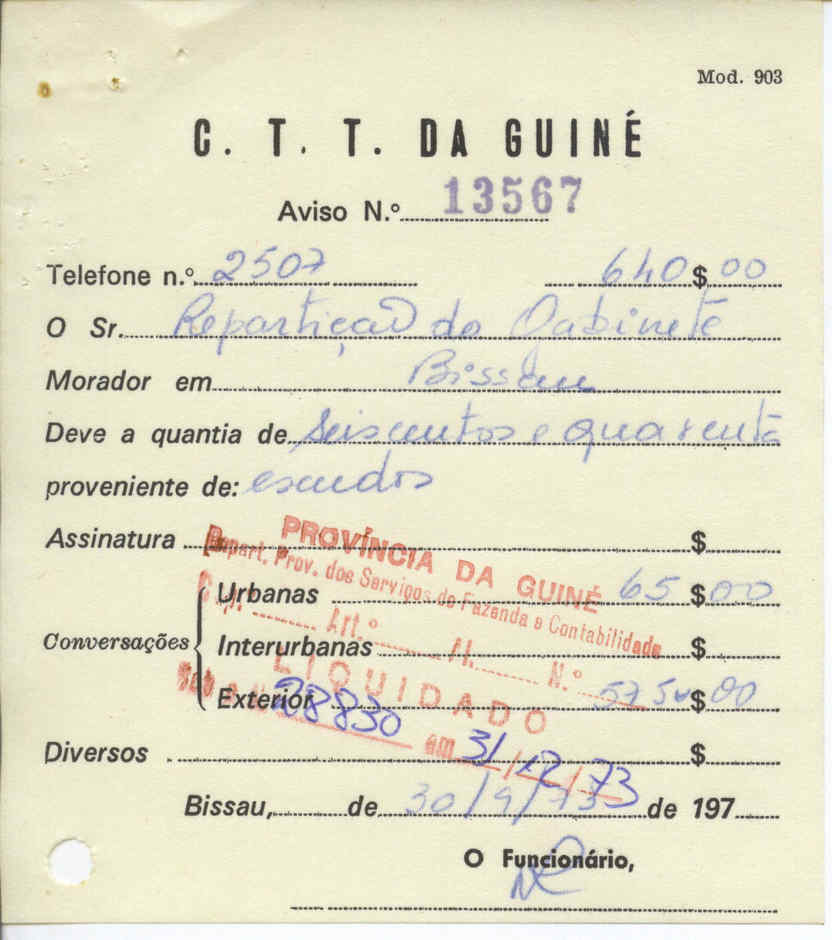 Mod. 903
C. T. T. DA GUINÉ
Aviso N.º 13567
Telefone n.º 2507 640$00
O Sr. Repartição do Gabinete
Morador em Bissau
Deve a quantia de Seiscentos e quarenta
proveniente de: escudos
Assinatura $
PROVÍNCIA DA GUINÉ
Repart. Prov. dos Serviços de Fazenda e Contabilidade
Conversações
Urbanas 65$00
Cap. Art.º N.º
Interurbanas $
LIQUIDADO
Exterior 575$00
28830 em 31/12/73
Diversos $
Bissau, de 30/9/73 de 197
O Funcionário,